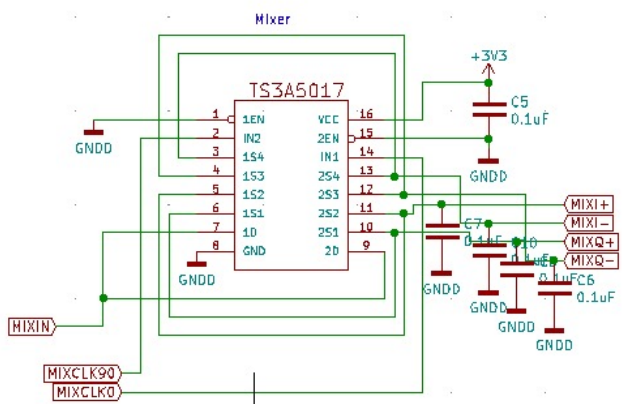 Mixer
+3V3
TS3A5017
1 1EN VCC 16
2 IN2 2EN 15
3 1S4 IN1 14
4 1S3 2S4 13
5 1S2 2S3 12
6 1S1 2S2 11
7 1D 2S1 10
8 GND 2D 9
C5
0.1uF
GNDD
GNDD
GNDD
MIXI+
MIXI-
MIXQ+
MIXQ-
C7
0.1uF
C6
0.1uF
GNDD
GNDD
GNDD
GNDD
MIXIN
MIXCLK90
MIXCLK0